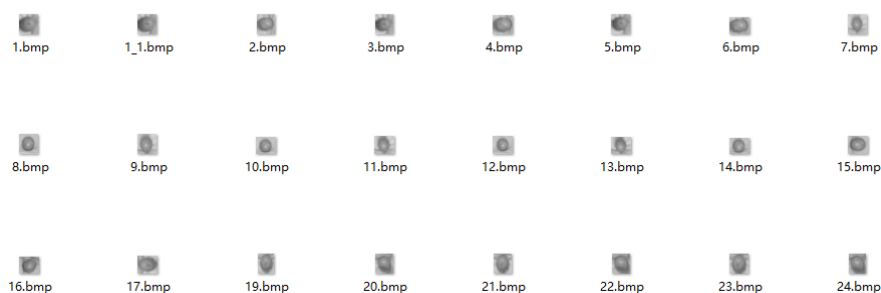 1.bmp 1_1.bmp 2.bmp 3.bmp 4.bmp 5.bmp 6.bmp 7.bmp
8.bmp 9.bmp 10.bmp 11.bmp 12.bmp 13.bmp 14.bmp 15.bmp
16.bmp 17.bmp 19.bmp 20.bmp 21.bmp 22.bmp 23.bmp 24.bmp